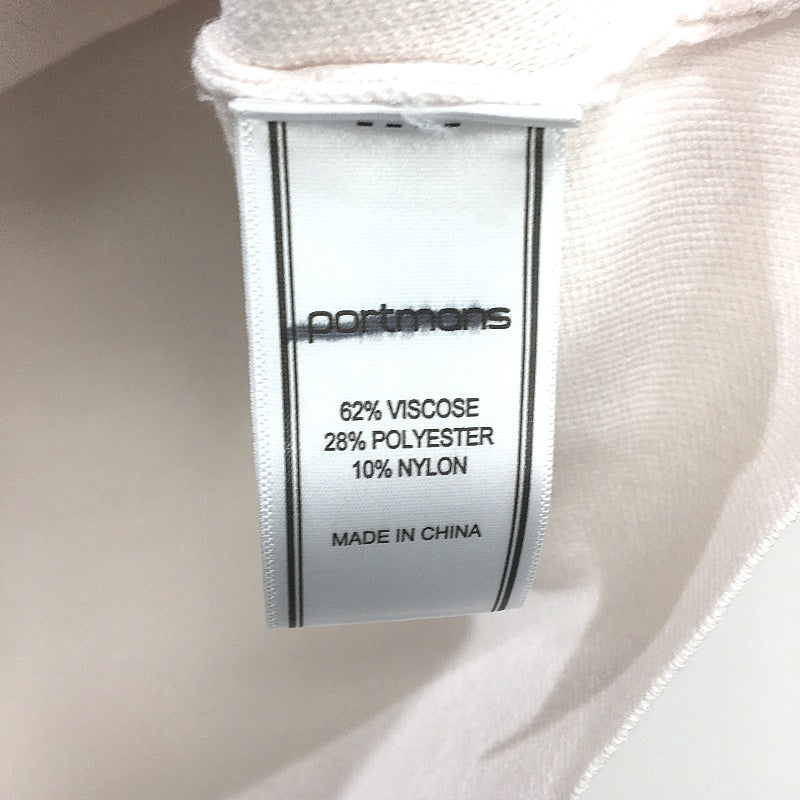 portmans
62% VISCOSE
28% POLYESTER
10% NYLON
MADE IN CHINA